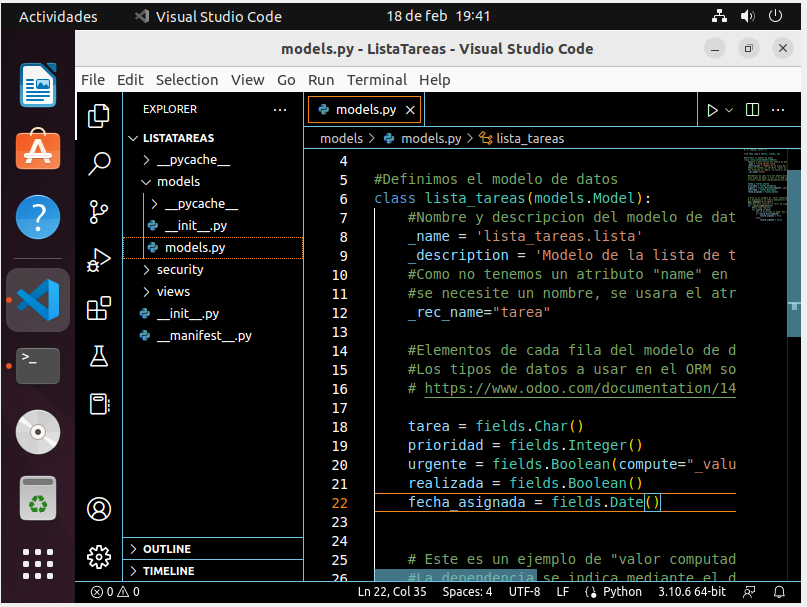 Actividades Visual Studio Code 18 de feb 19:41
models.py - ListaTareas - Visual Studio Code
File Edit Selection View Go Run Terminal Help
EXPLORER ...
models.py
LISTATAREAS
models > models.py > lista_tareas
__pycache__
models
__pycache__
__init__.py
models.py
security
views
__init__.py
__manifest__.py
OUTLINE
TIMELINE
4
5 #Definimos el modelo de datos
6 class lista_tareas(models.Model):
7 #Nombre y descripcion del modelo de dat
8 _name = 'lista_tareas.lista'
9 _description = 'Modelo de la lista de t
10 #Como no tenemos un atributo "name" en
11 #se necesite un nombre, se usara el atr
12 _rec_name="tarea"
13
14 #Elementos de cada fila del modelo de d
15 #Los tipos de datos a usar en el ORM so
16 # https://www.odoo.com/documentation/14
17
18 tarea = fields.Char()
19 prioridad = fields.Integer()
20 urgente = fields.Boolean(compute="_valu
21 realizada = fields.Boolean()
22 fecha_asignada = fields.Date()
23
24
25 # Este es un ejemplo de "valor computad
26 #La dependencia se indica mediante el d
0 0 Ln 22, Col 35 Spaces: 4 UTF-8 LF Python 3.10.6 64-bit